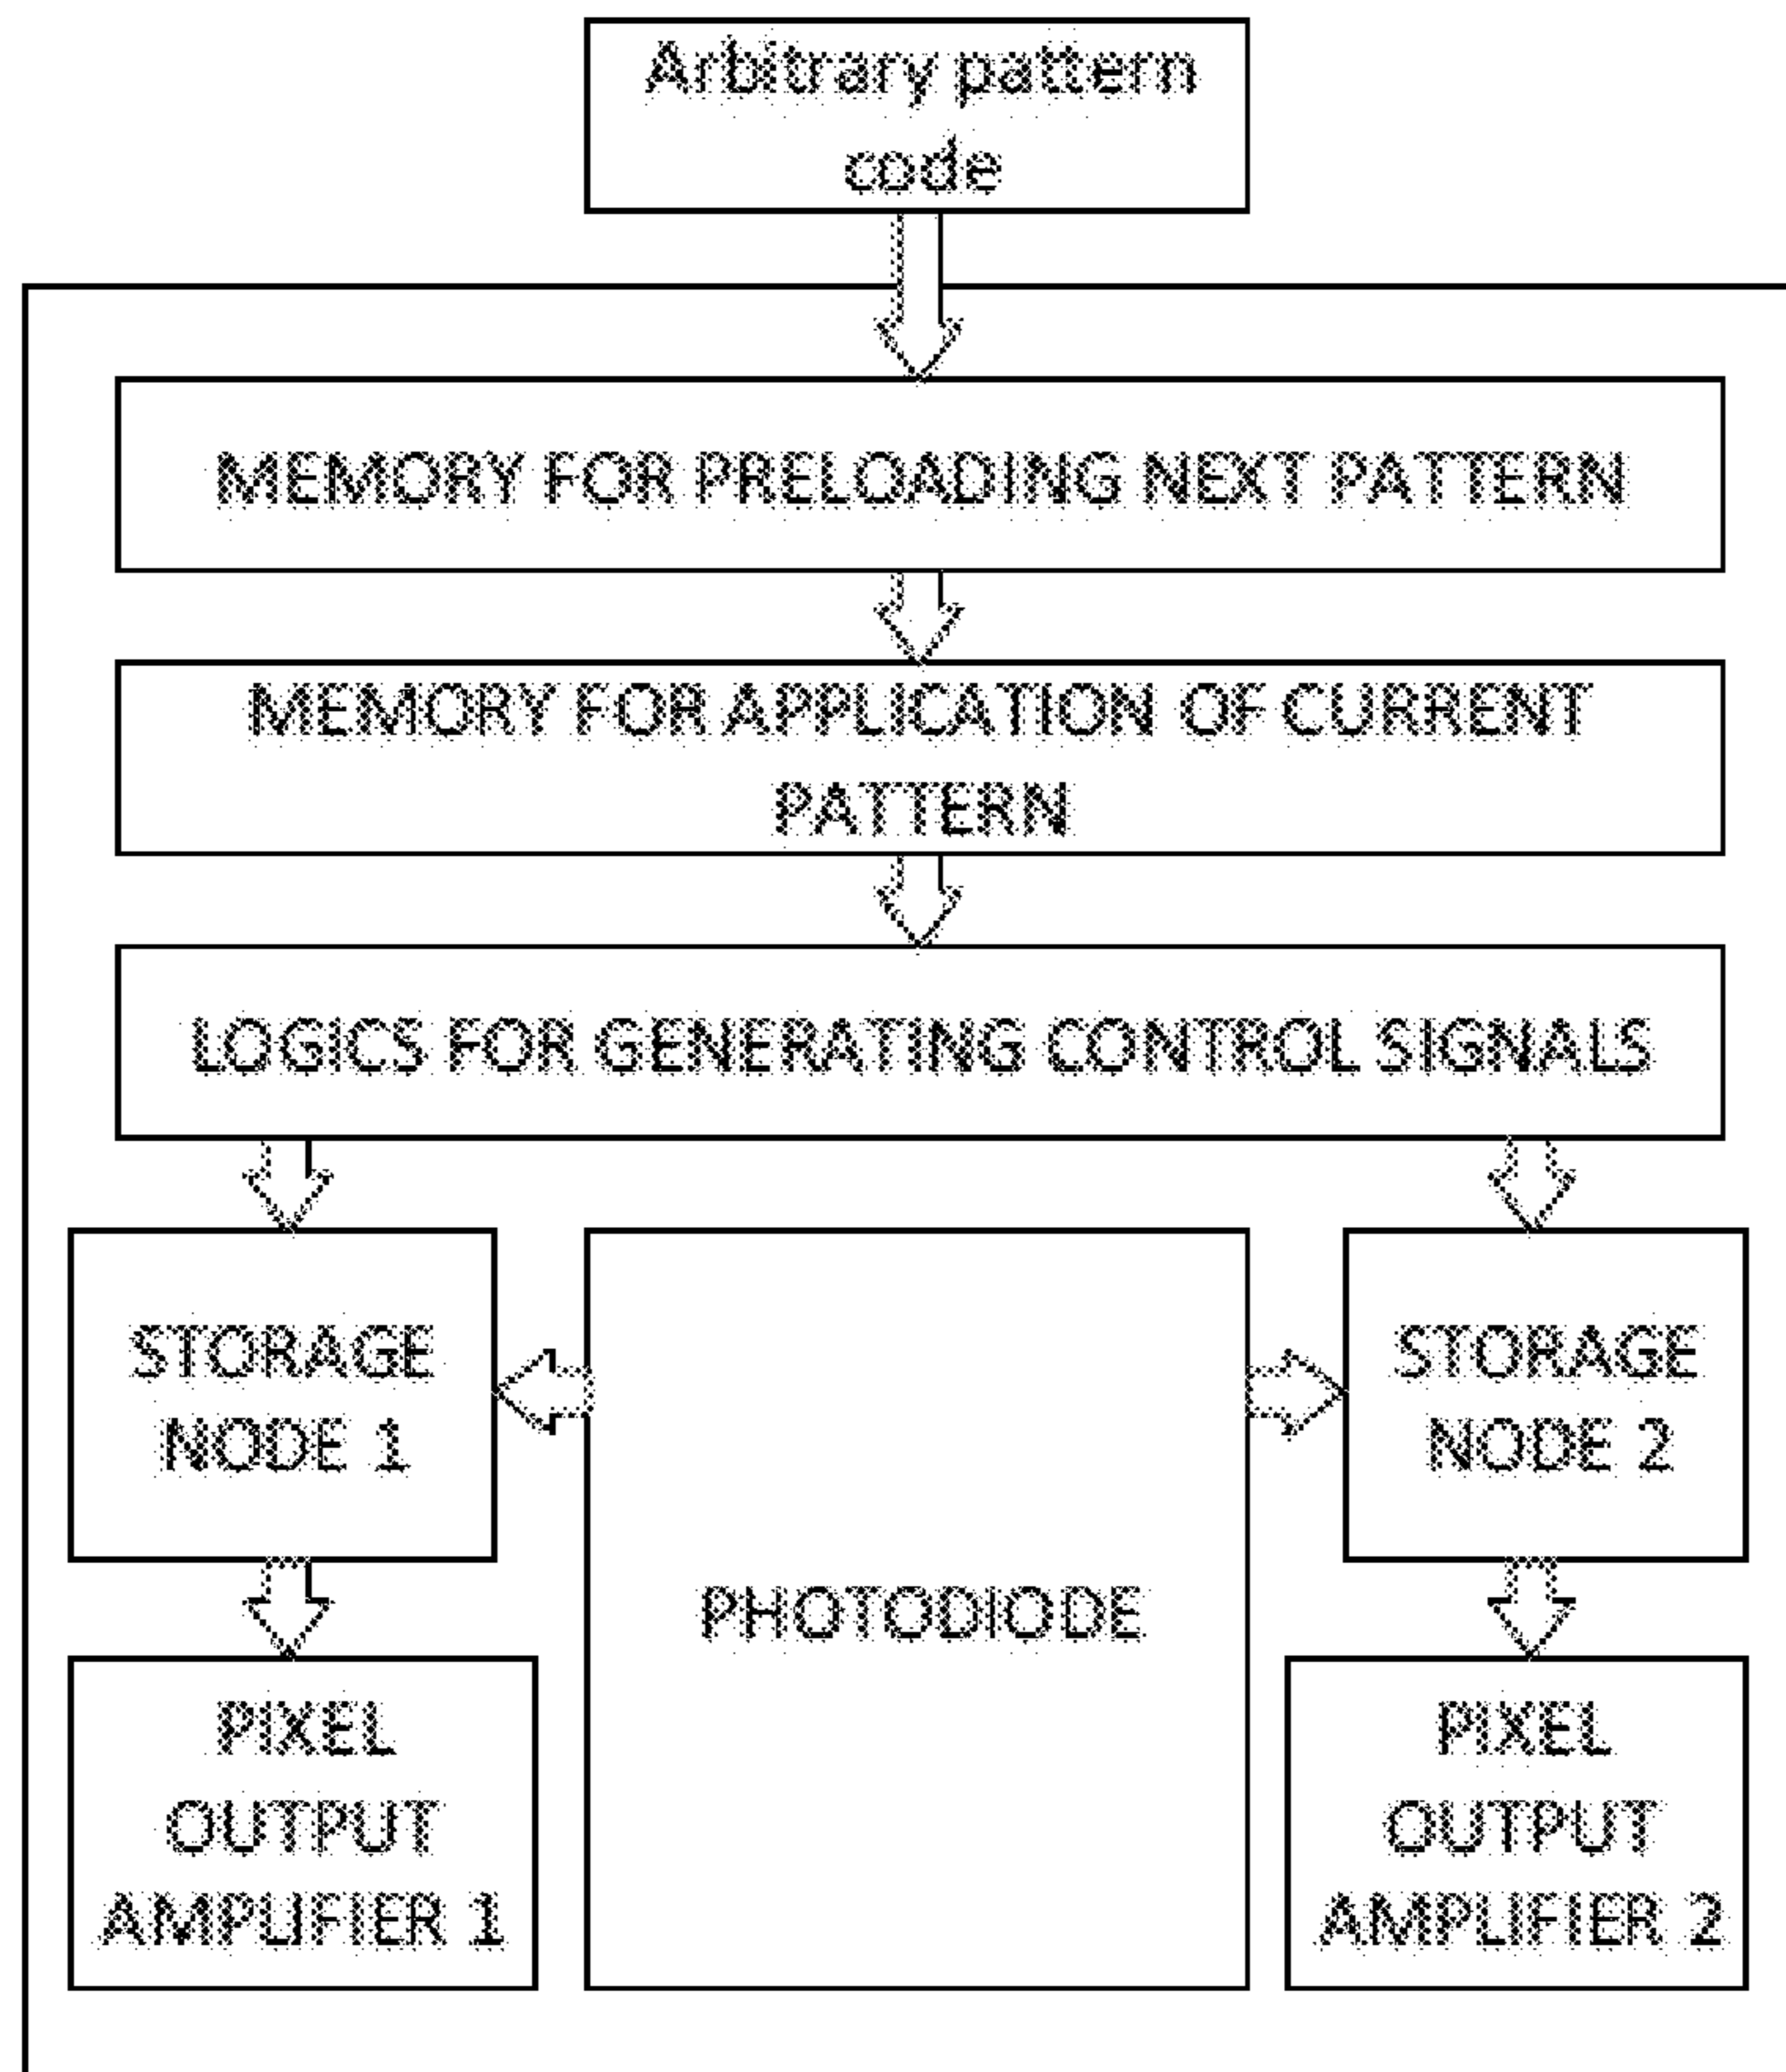 Arbitrary pattern
code
MEMORY FOR PRELOADING NEXT PATTERN
MEMORY FOR APPLICATION OF CURRENT
PATTERN
LOGICS FOR GENERATING CONTROL SIGNALS
STORAGE
NODE 1
PHOTODIODE
STORAGE
NODE 2
PIXEL
OUTPUT
AMPLIFIER 1
PIXEL
OUTPUT
AMPLIFIER 2